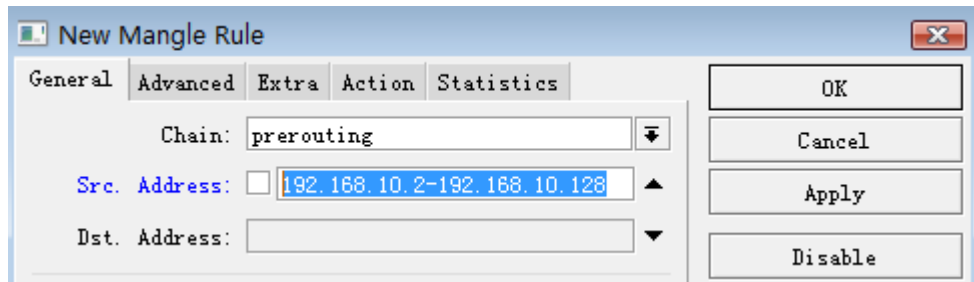 New Mangle Rule
General Advanced Extra Action Statistics
OK
Chain: prerouting
Cancel
Src. Address: 192.168.10.2-192.168.10.128
Apply
Dst. Address:
Disable